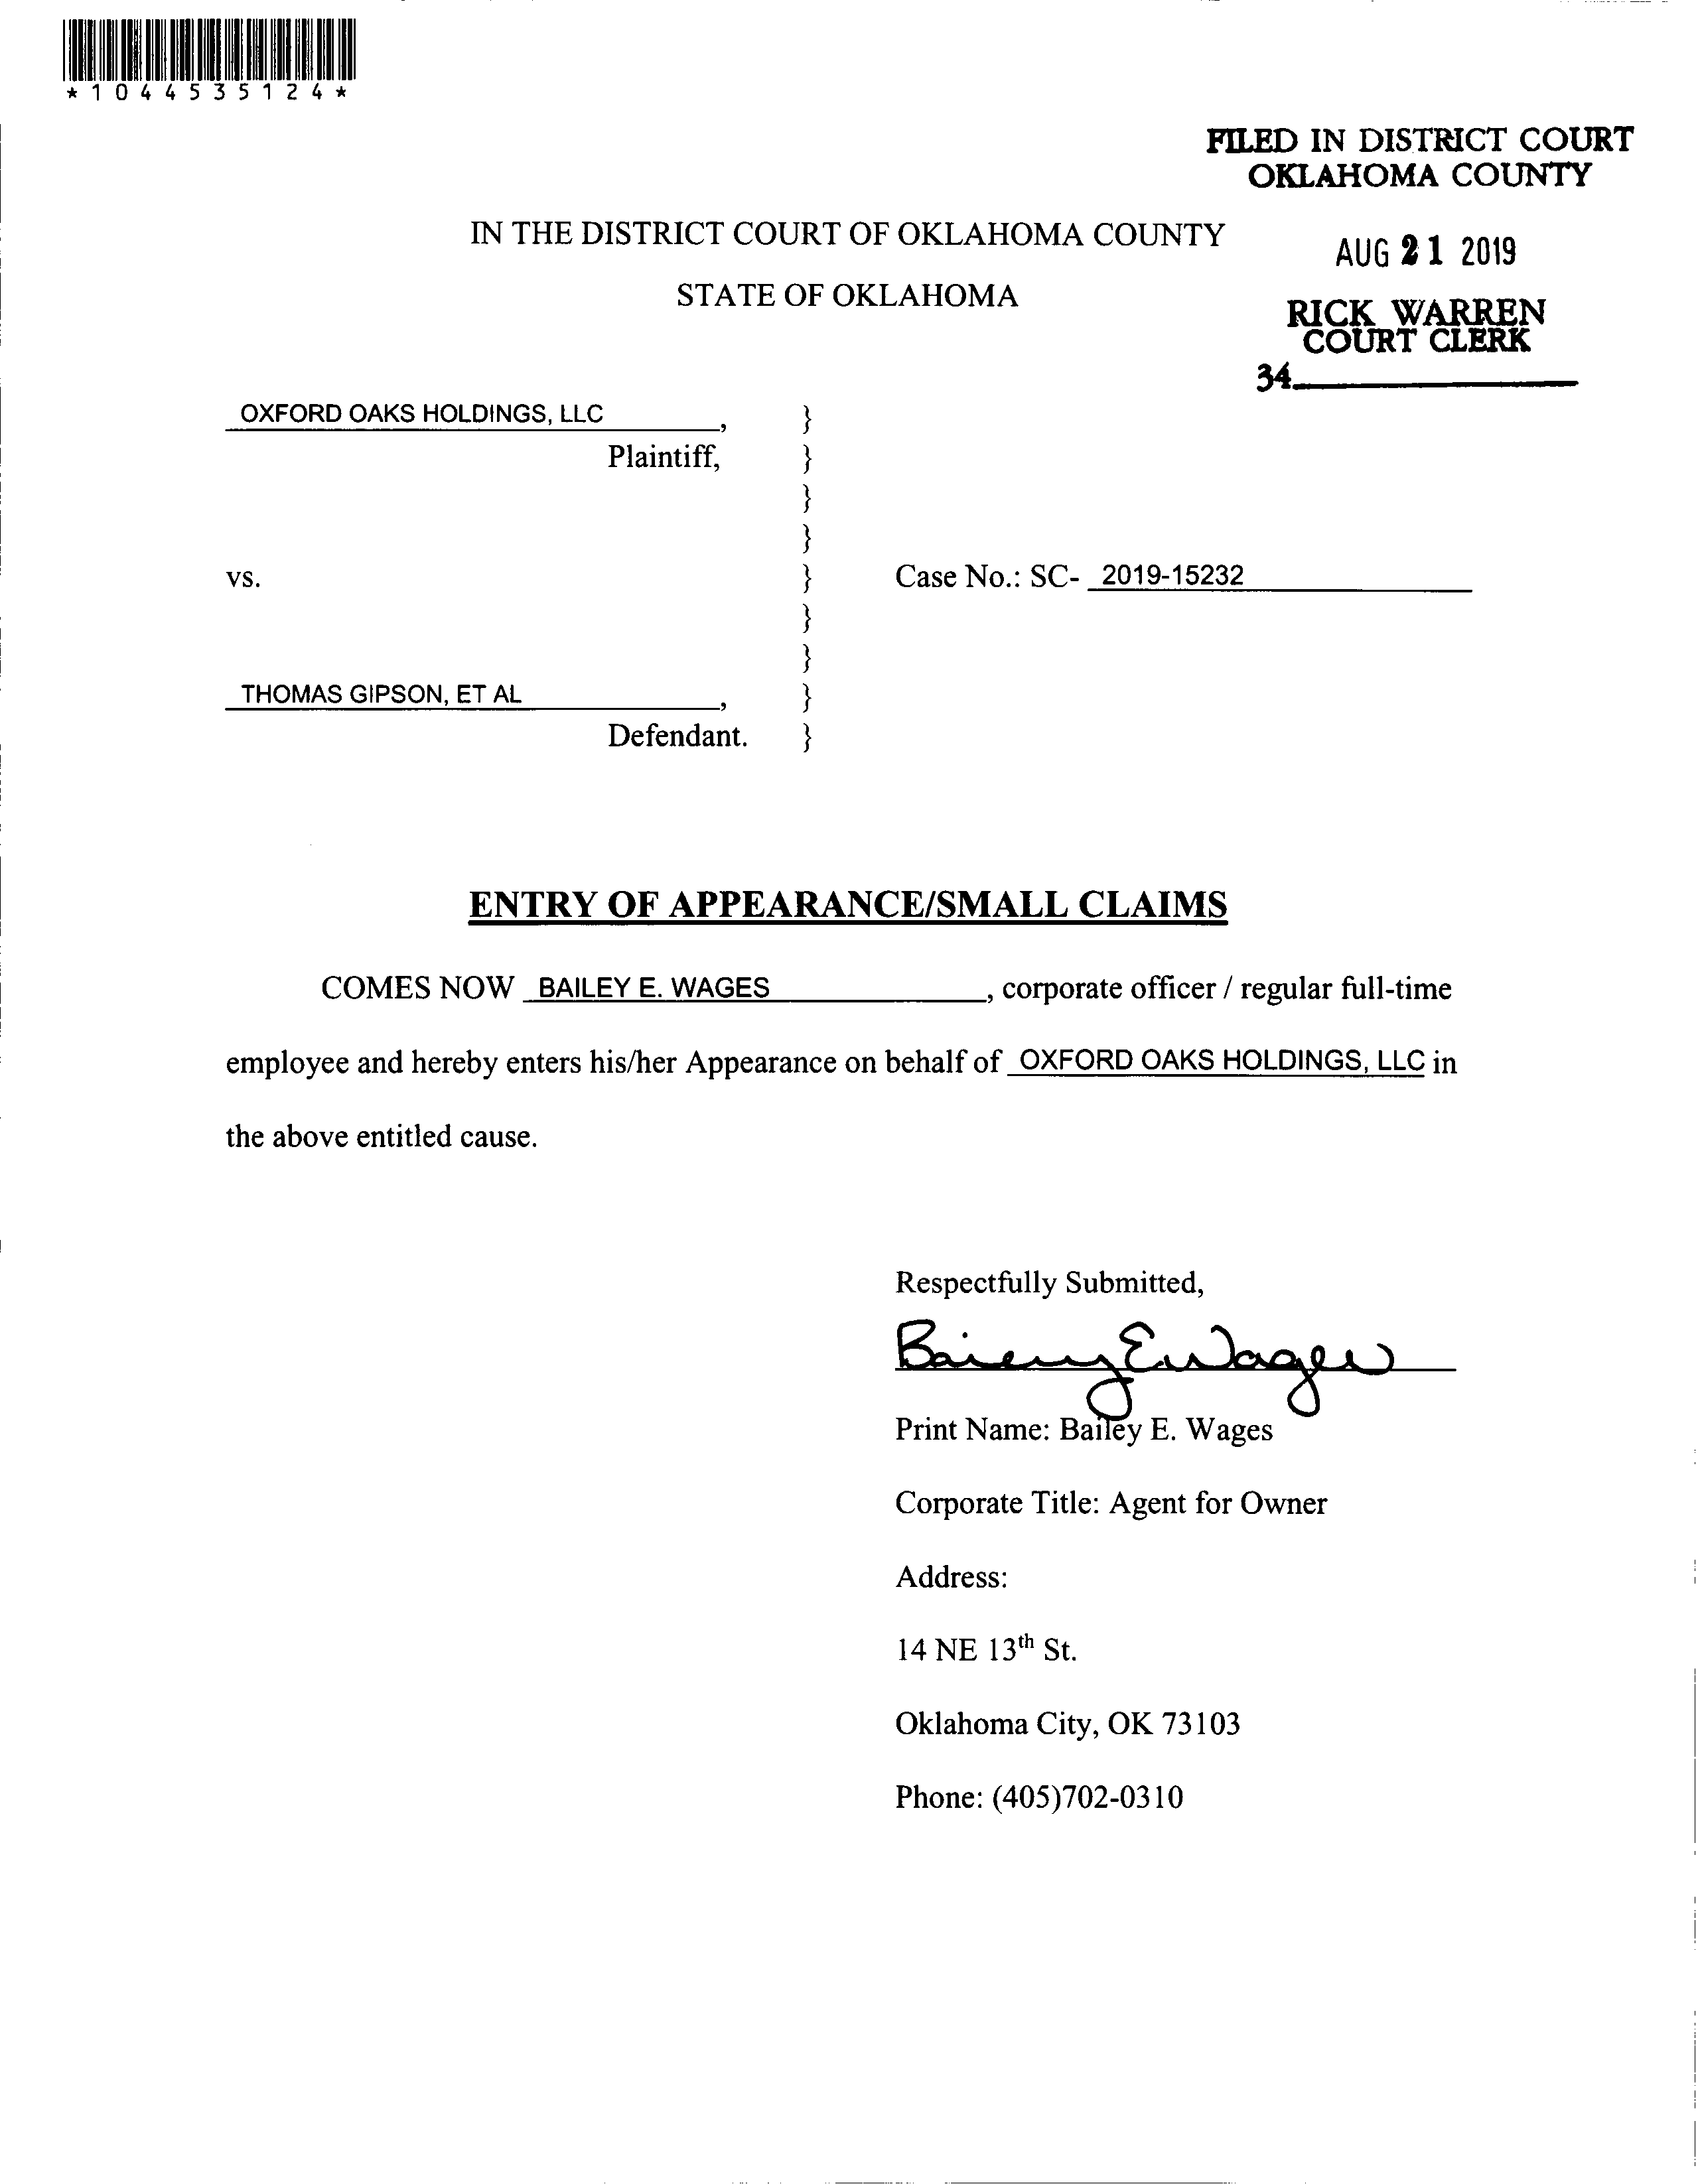 *1044535124*
FILED IN DISTRICT COURT
OKLAHOMA COUNTY
IN THE DISTRICT COURT OF OKLAHOMA COUNTY
AUG 21 2019
STATE OF OKLAHOMA
RICK WARREN
COURT CLERK
34
OXFORD OAKS HOLDINGS, LLC , }
Plaintiff, }
}
}
vs. } Case No.: SC- 2019-15232
}
}
THOMAS GIPSON, ET AL , }
Defendant. }
ENTRY OF APPEARANCE/SMALL CLAIMS
COMES NOW BAILEY E. WAGES , corporate officer / regular full-time
employee and hereby enters his/her Appearance on behalf of OXFORD OAKS HOLDINGS, LLC in
the above entitled cause.
Respectfully Submitted,
Bailey E Wages
Print Name: Bailey E. Wages
Corporate Title: Agent for Owner
Address:
14 NE 13th St.
Oklahoma City, OK 73103
Phone: (405)702-0310